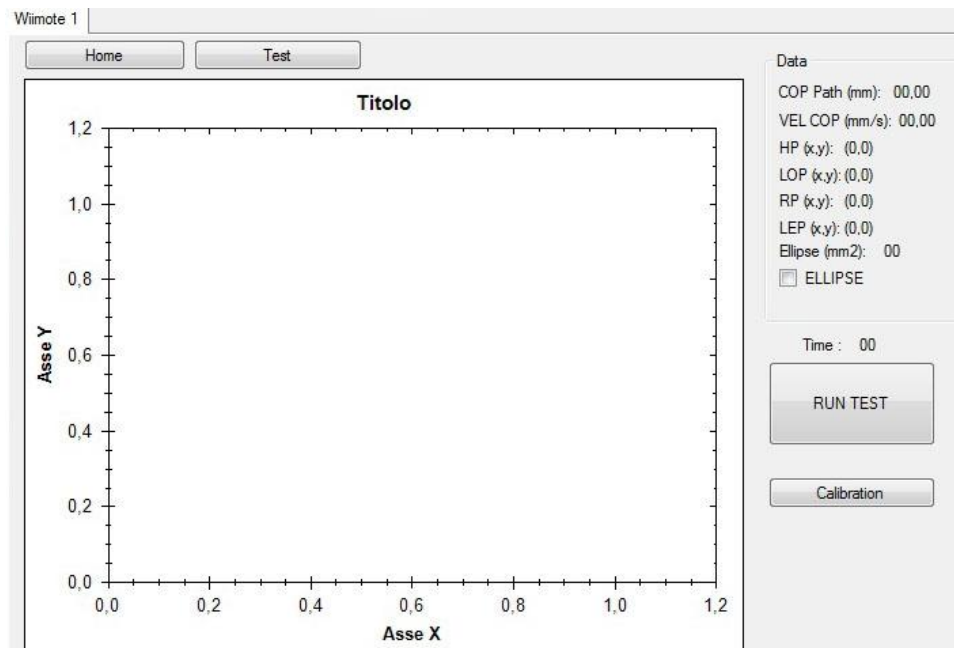 Wiimote 1
Home
Test
Titolo
1,2
1,0
0,8
0,6
0,4
0,2
0,0
Asse Y
0,0 0,2 0,4 0,6 0,8 1,0 1,2
Asse X
Data
COP Path (mm): 00,00
VEL COP (mm/s): 00,00
HP (x,y): (0,0)
LOP (x,y): (0,0)
RP (x,y): (0,0)
LEP (x,y): (0,0)
Ellipse (mm2): 00
ELLIPSE
Time : 00
RUN TEST
Calibration